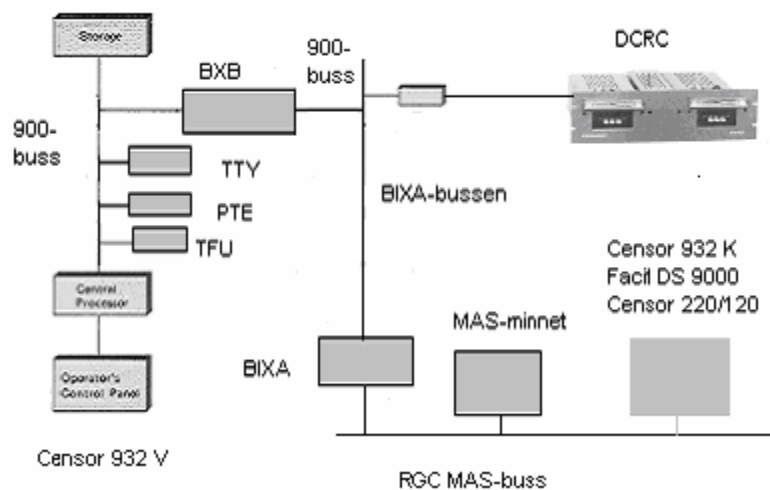 Storage
900-
buss
BXB
900-
buss
DCRC
TTY
PTE
TFU
BIXA-bussen
Central
Processor
Operator's
Control Panel
Censor 932 V
BIXA
MAS-minnet
Censor 932 K
Facit DS 9000
Censor 220/120
RGC MAS-buss